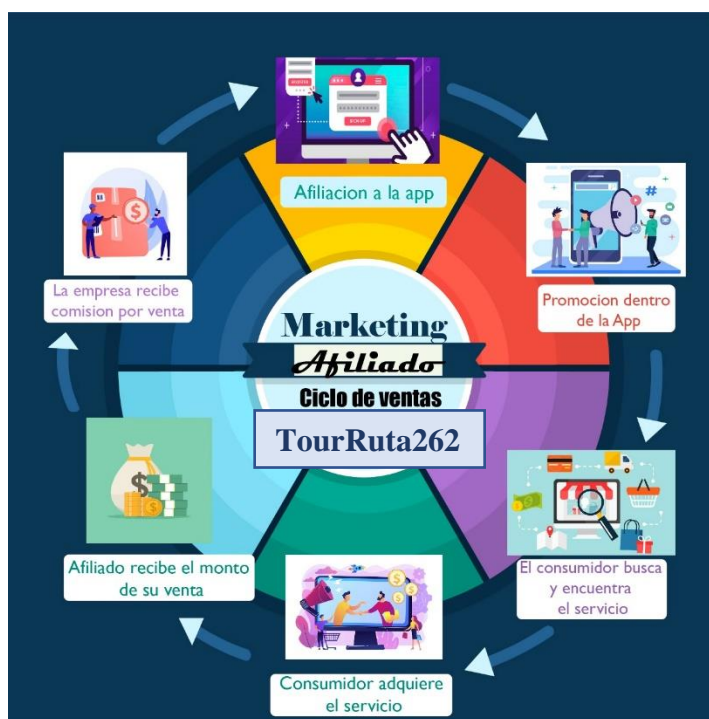 Afiliacion a la app
Promocion dentro
de la App
El consumidor busca
y encuentra
el servicio
Consumidor adquiere
el servicio
Afiliado recibe el monto
de su venta
La empresa recibe
comision por venta
Marketing
Afiliado
Ciclo de ventas
TourRuta262